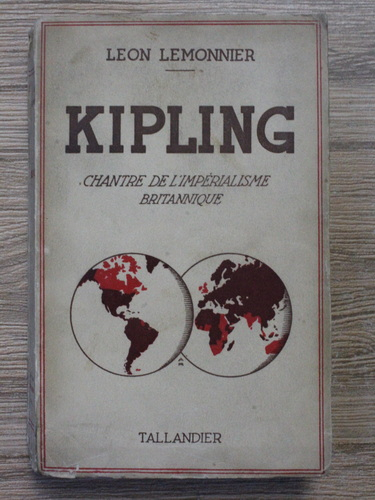 LEON LEMONNIER
KIPLING
CHANTRE DE L'IMPÉRIALISME
BRITANNIQUE
TALLANDIER